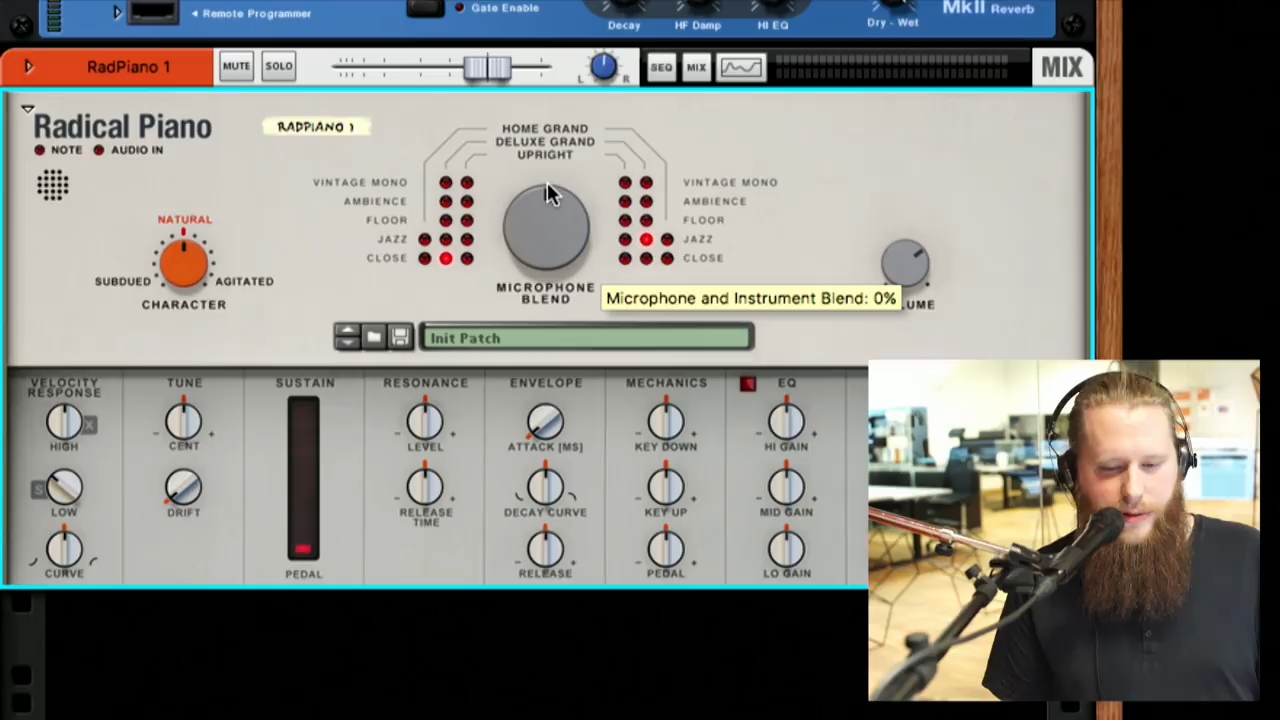 Remote Programmer
Gate Enable
Decay
HF Damp
HI EQ
Dry - Wet
MkII Reverb
RadPiano 1
MUTE
SOLO
L
R
SEQ
MIX
MIX
Radical Piano
RADPIANO 1
NOTE
AUDIO IN
HOME GRAND
DELUXE GRAND
UPRIGHT
VINTAGE MONO
AMBIENCE
FLOOR
JAZZ
CLOSE
VINTAGE MONO
AMBIENCE
FLOOR
JAZZ
CLOSE
NATURAL
SUBDUED
AGITATED
CHARACTER
MICROPHONE
BLEND
Microphone and Instrument Blend: 0%
Init Patch
VELOCITY
RESPONSE
TUNE
SUSTAIN
RESONANCE
ENVELOPE
MECHANICS
EQ
HIGH
X
CENT
LEVEL
ATTACK [MS]
KEY DOWN
HI GAIN
S
LOW
DRIFT
RELEASE
TIME
DECAY CURVE
KEY UP
MID GAIN
CURVE
PEDAL
RELEASE
PEDAL
LO GAIN